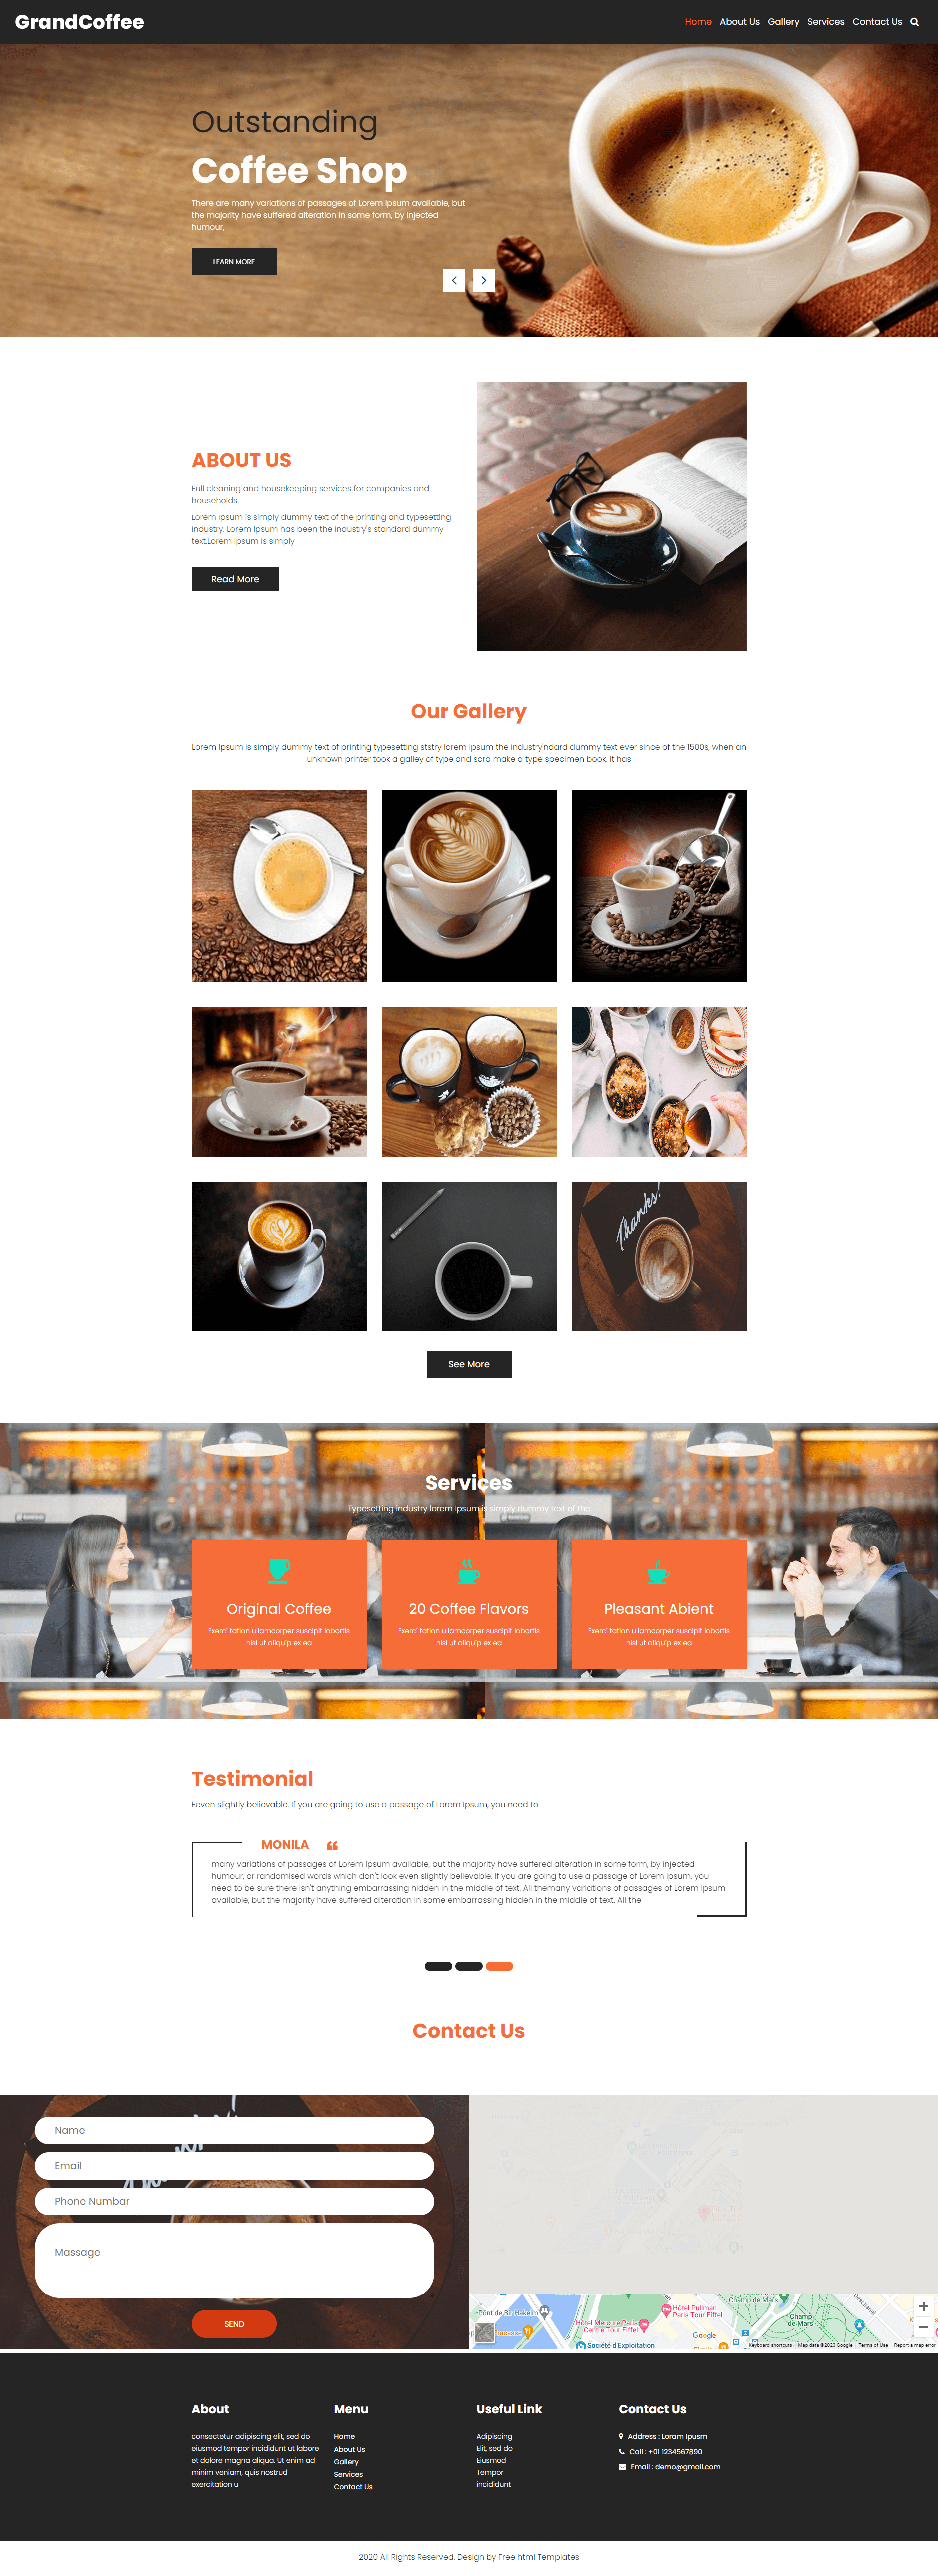 GrandCoffee
Home About Us Gallery Services Contact Us
Outstanding
Coffee Shop
There are many variations of passages of Lorem Ipsum available, but
the majority have suffered alteration in some form, by injected
humour,
LEARN MORE
ABOUT US
Full cleaning and housekeeping services for companies and
households.
Lorem Ipsum is simply dummy text of the printing and typesetting
industry. Lorem Ipsum has been the industry's standard dummy
text.Lorem Ipsum is simply
Read More
Our Gallery
Lorem Ipsum is simply dummy text of printing typesetting ststry lorem Ipsum the industry'ndard dummy text ever since of the 1500s, when an
unknown printer took a galley of type and scra make a type specimen book. It has
Thanks!
See More
Services
Typesetting industry lorem Ipsum is simply dummy text of the
Original Coffee
Exerci tation ullamcorper suscipit lobortis
nisl ut aliquip ex ea
20 Coffee Flavors
Exerci tation ullamcorper suscipit lobortis
nisl ut aliquip ex ea
Pleasant Abient
Exerci tation ullamcorper suscipit lobortis
nisl ut aliquip ex ea
Testimonial
Eeven slightly believable. If you are going to use a passage of Lorem Ipsum, you need to
MONILA
many variations of passages of Lorem Ipsum available, but the majority have suffered alteration in some form, by injected
humour, or randomised words which don't look even slightly believable. If you are going to use a passage of Lorem Ipsum, you
need to be sure there isn't anything embarrassing hidden in the middle of text. All themany variations of passages of Lorem Ipsum
available, but the majority have suffered alteration in some embarrassing hidden in the middle of text. All the
Contact Us
Name
Email
Phone Numbar
Massage
SEND
Pont de Bir-Hakeim
Hôtel Mercure Paris
Centre Tour Eiffel
Hôtel Pullman
Paris Tour Eiffel
Champ de Mars
Champ
de Mars
Société d'Exploitation
Google
Keyboard shortcuts Map data ©2023 Google Terms of Use Report a map error
About
consectetur adipiscing elit, sed do
eiusmod tempor incididunt ut labore
et dolore magna aliqua. Ut enim ad
minim veniam, quis nostrud
exercitation u
Menu
Home
About Us
Gallery
Services
Contact Us
Useful Link
Adipiscing
Elit, sed do
Eiusmod
Tempor
incididunt
Contact Us
Address : Loram Ipusm
Call : +01 1234567890
Email : demo@gmail.com
2020 All Rights Reserved. Design by Free html Templates